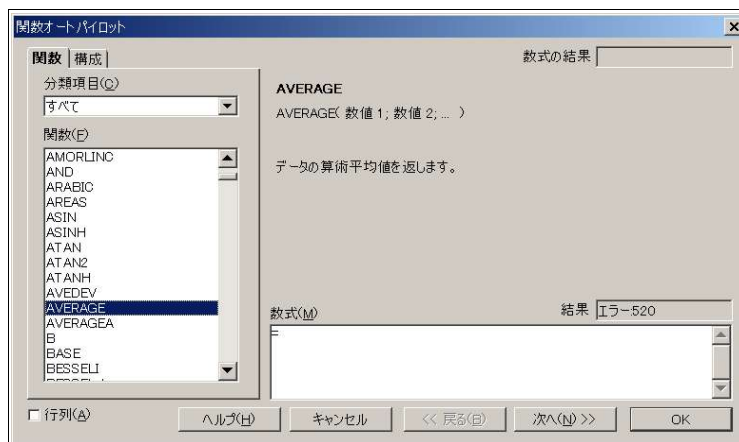 関数オートパイロット
関数 構成
数式の結果
分類項目(C)
すべて
関数(F)
AMORLINC
AND
ARABIC
AREAS
ASIN
ASINH
ATAN
ATAN2
ATANH
AVEDEV
AVERAGE
AVERAGEA
B
BASE
BESSELI
AVERAGE
AVERAGE( 数値 1; 数値 2; ... )
データの算術平均値を返します。
数式(M)
結果 エラー:520
=
行列(A)
ヘルプ(H) キャンセル << 戻る(B) 次へ(N) >> OK